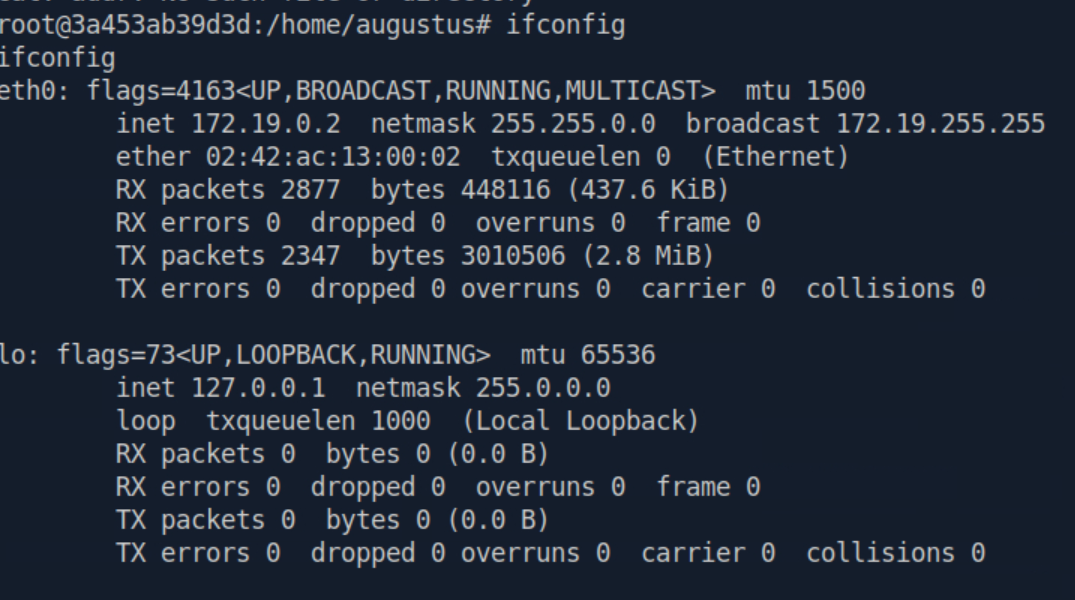 root@3a453ab39d3d:/home/augustus# ifconfig
ifconfig
eth0: flags=4163<UP,BROADCAST,RUNNING,MULTICAST>  mtu 1500
        inet 172.19.0.2  netmask 255.255.0.0  broadcast 172.19.255.255
        ether 02:42:ac:13:00:02  txqueuelen 0  (Ethernet)
        RX packets 2877  bytes 448116 (437.6 KiB)
        RX errors 0  dropped 0  overruns 0  frame 0
        TX packets 2347  bytes 3010506 (2.8 MiB)
        TX errors 0  dropped 0 overruns 0  carrier 0  collisions 0
lo: flags=73<UP,LOOPBACK,RUNNING>  mtu 65536
        inet 127.0.0.1  netmask 255.0.0.0
        loop  txqueuelen 1000  (Local Loopback)
        RX packets 0  bytes 0 (0.0 B)
        RX errors 0  dropped 0  overruns 0  frame 0
        TX packets 0  bytes 0 (0.0 B)
        TX errors 0  dropped 0 overruns 0  carrier 0  collisions 0